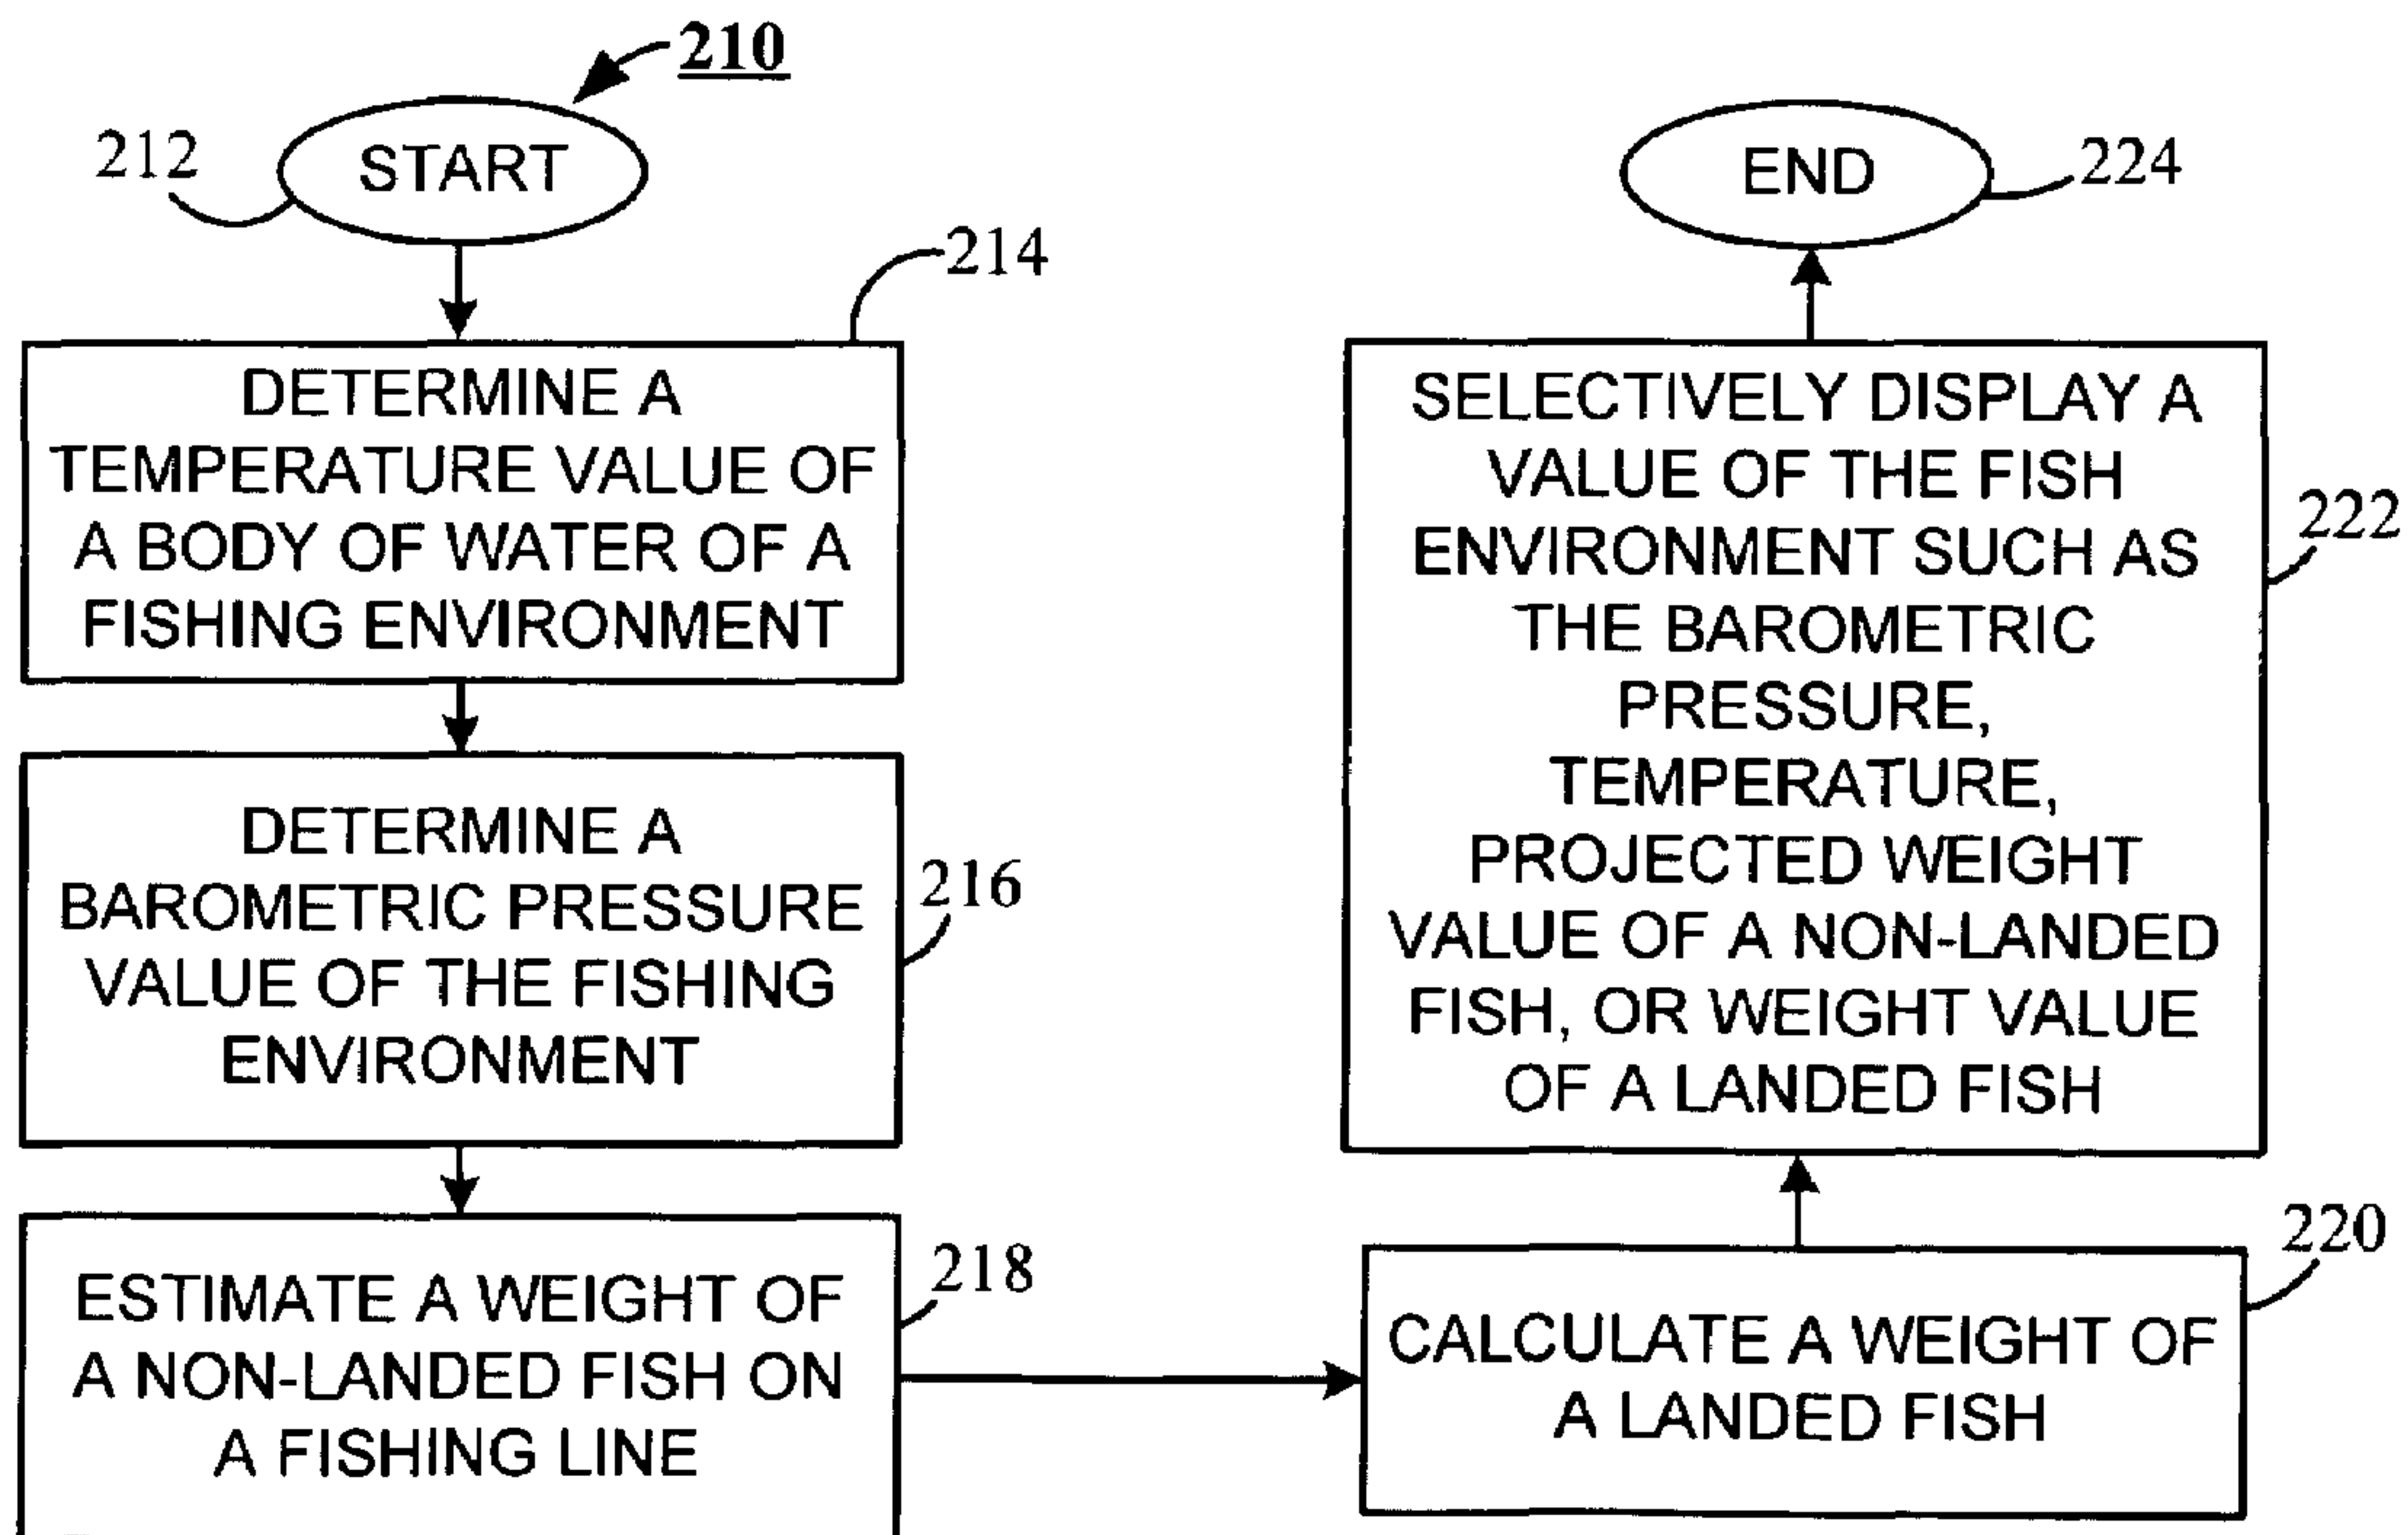 210
212
START
214
DETERMINE A
TEMPERATURE VALUE OF
A BODY OF WATER OF A
FISHING ENVIRONMENT
DETERMINE A
BAROMETRIC PRESSURE
VALUE OF THE FISHING
ENVIRONMENT
216
ESTIMATE A WEIGHT OF
A NON-LANDED FISH ON
A FISHING LINE
218
CALCULATE A WEIGHT OF
A LANDED FISH
220
SELECTIVELY DISPLAY A
VALUE OF THE FISH
ENVIRONMENT SUCH AS
THE BAROMETRIC
PRESSURE,
TEMPERATURE,
PROJECTED WEIGHT
VALUE OF A NON-LANDED
FISH, OR WEIGHT VALUE
OF A LANDED FISH
222
END
224